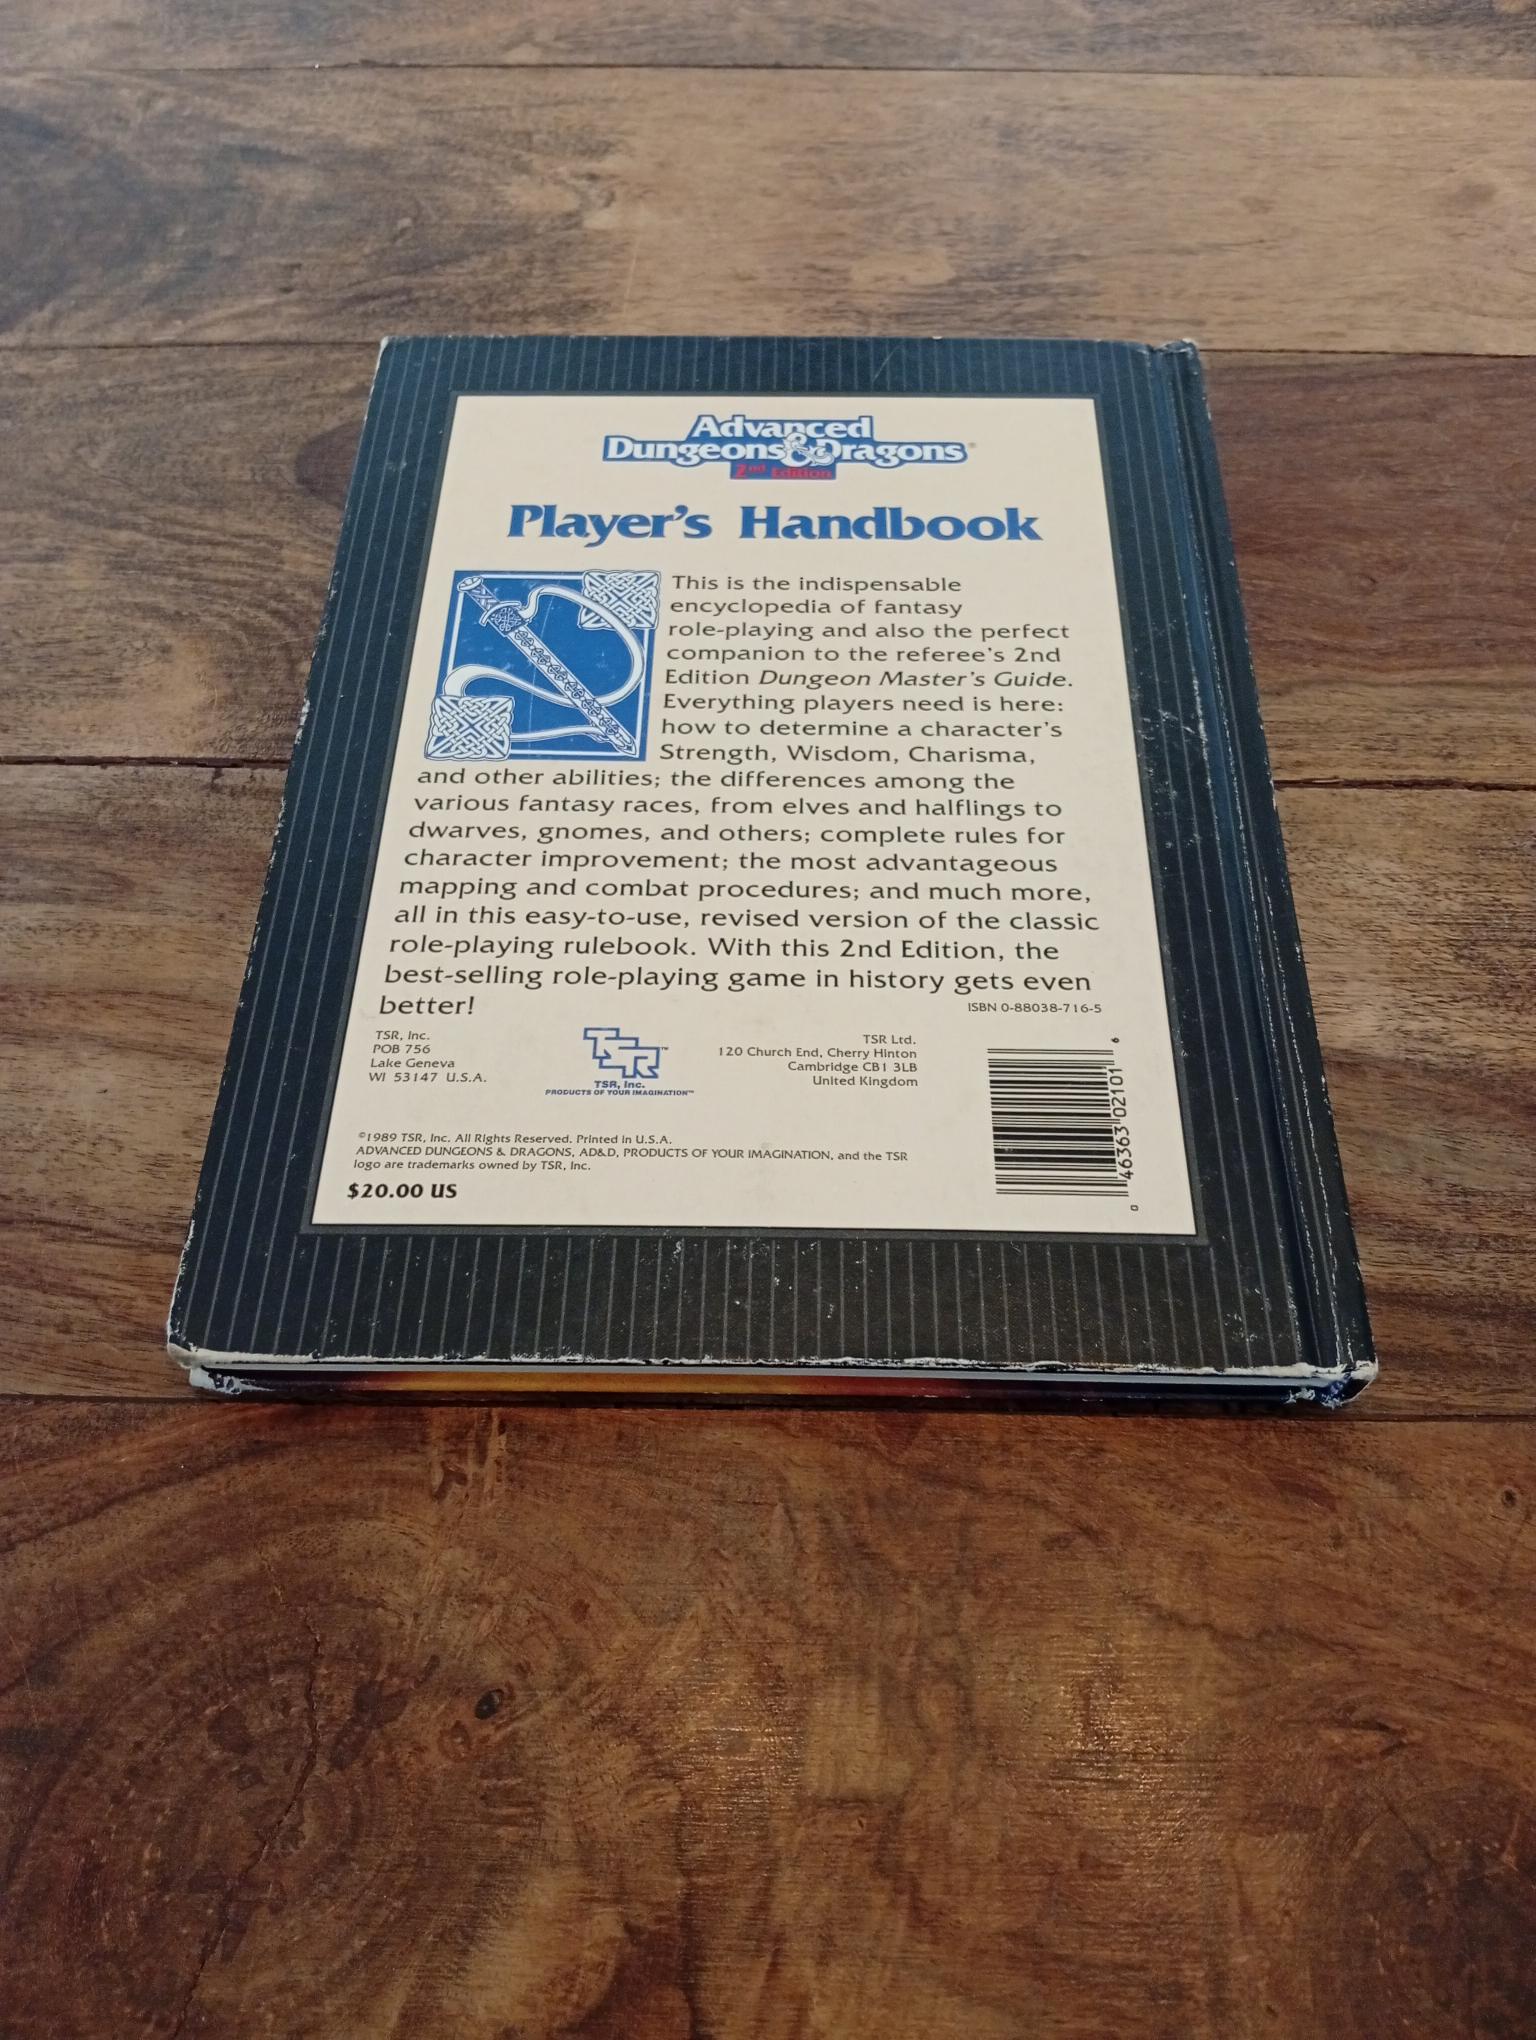 Advanced
Dungeons & Dragons®
2nd Edition
Player's Handbook
This is the indispensable
encyclopedia of fantasy
role-playing and also the perfect
companion to the referee's 2nd
Edition Dungeon Master's Guide.
Everything players need is here:
how to determine a character's
Strength, Wisdom, Charisma,
and other abilities; the differences among the
various fantasy races, from elves and halflings to
dwarves, gnomes, and others; complete rules for
character improvement; the most advantageous
mapping and combat procedures; and much more,
all in this easy-to-use, revised version of the classic
role-playing rulebook. With this 2nd Edition, the
best-selling role-playing game in history gets even
better!
ISBN 0-88038-716-5
TSR, Inc.
POB 756
Lake Geneva
WI 53147 U.S.A.
TSR™
TSR, Inc.
PRODUCTS OF YOUR IMAGINATION™
TSR Ltd.
120 Church End, Cherry Hinton
Cambridge CB1 3LB
United Kingdom
0 46363 02101 6
©1989 TSR, Inc. All Rights Reserved. Printed in U.S.A.
ADVANCED DUNGEONS & DRAGONS, AD&D, PRODUCTS OF YOUR IMAGINATION, and the TSR
logo are trademarks owned by TSR, Inc.
$20.00 US